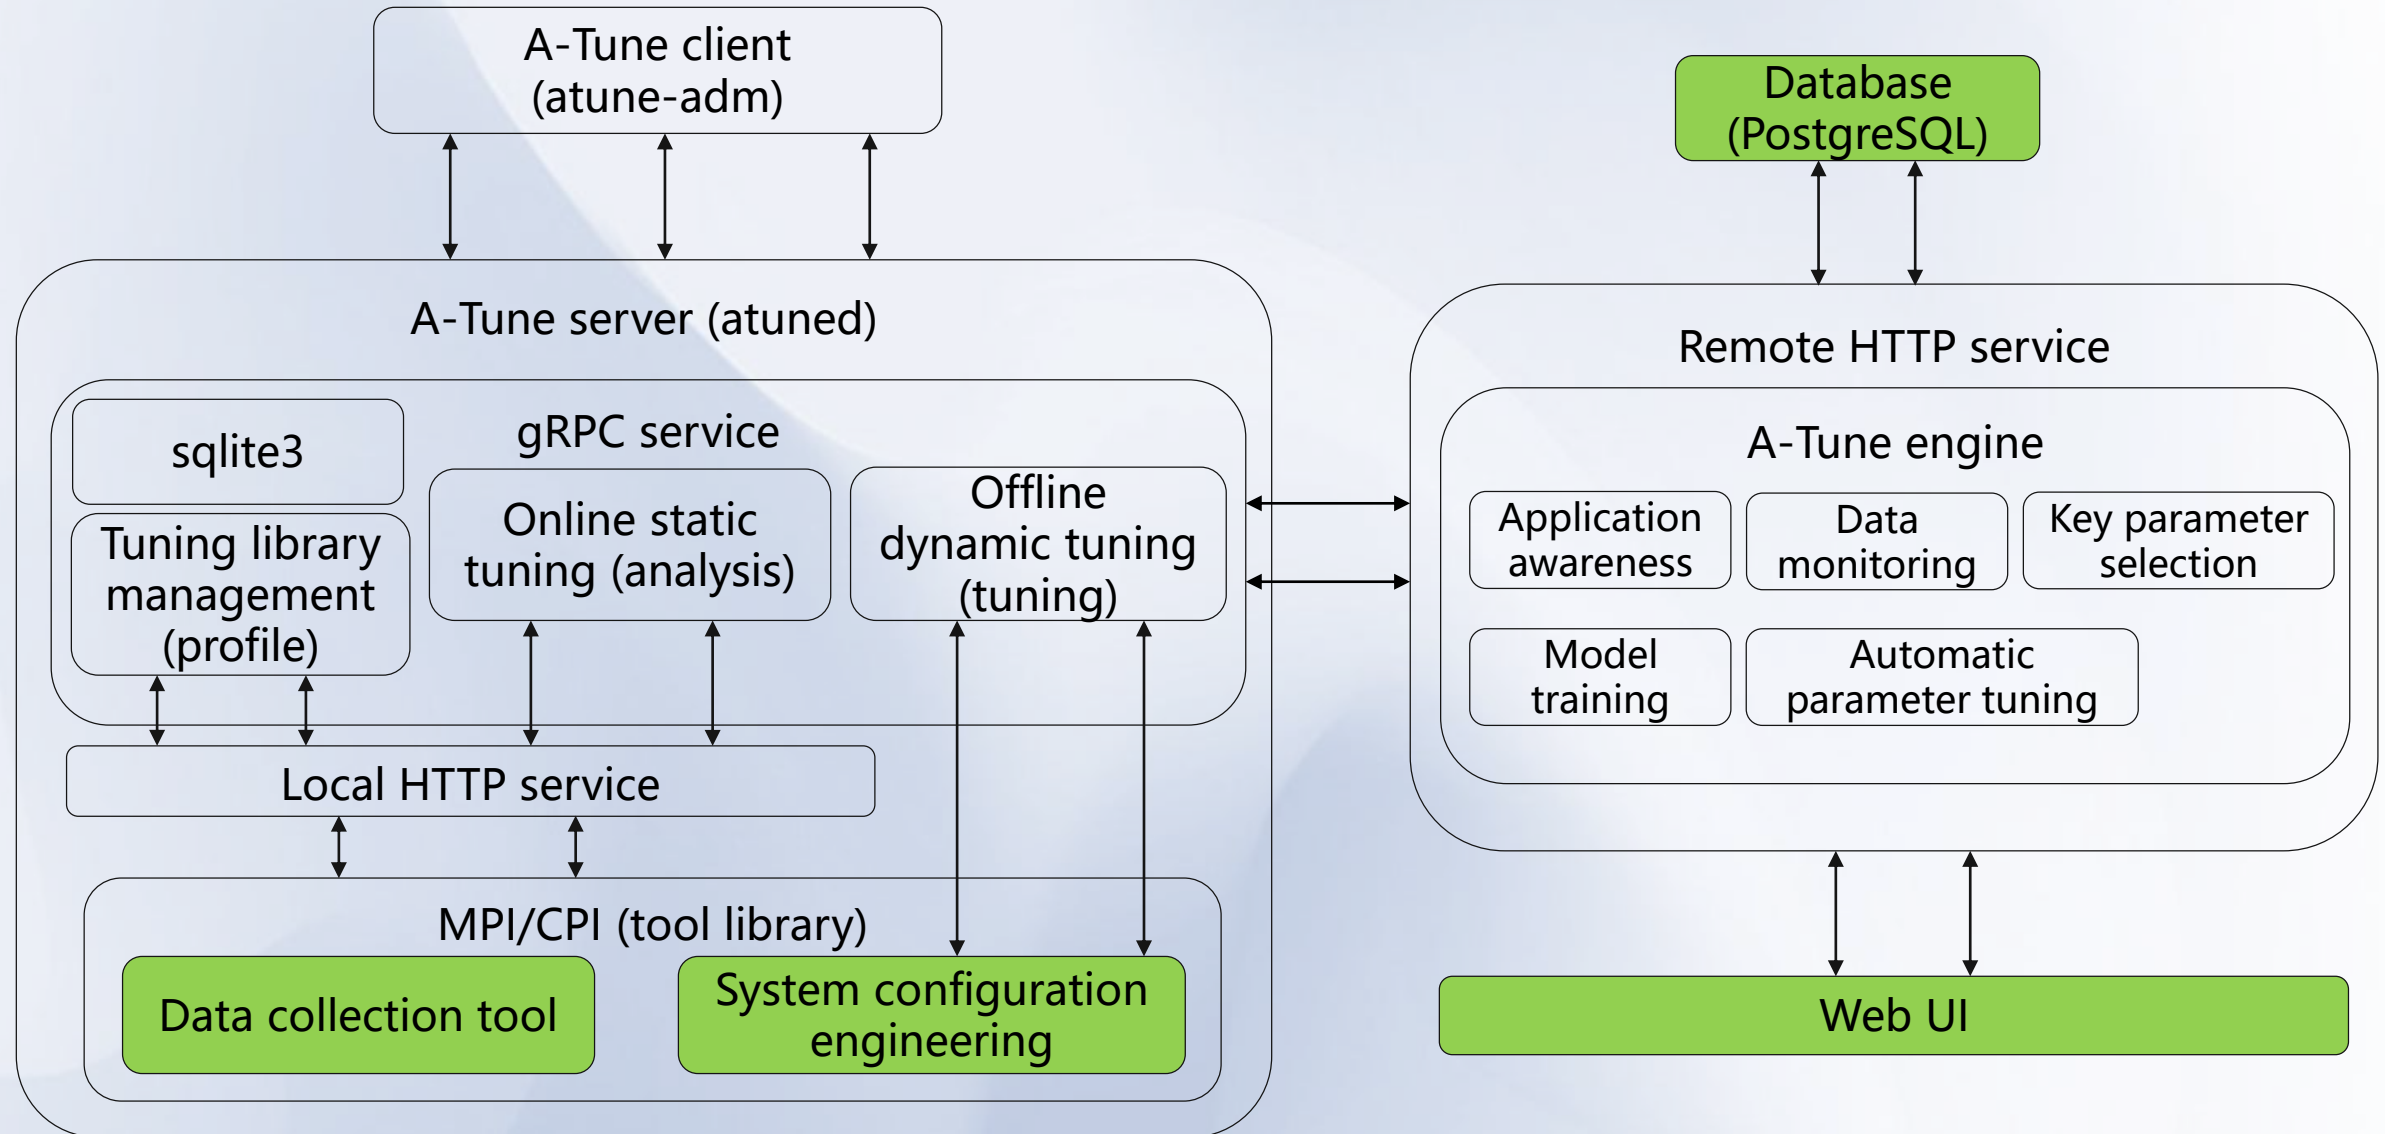 A-Tune client
(atune-adm)
A-Tune server (atuned)
gRPC service
sqlite3
Tuning library
management
(profile)
Online static
tuning (analysis)
Offline
dynamic tuning
(tuning)
Local HTTP service
MPI/CPI (tool library)
Data collection tool
System configuration
engineering
Database
(PostgreSQL)
Remote HTTP service
A-Tune engine
Application
awareness
Data
monitoring
Key parameter
selection
Model
training
Automatic
parameter tuning
Web UI